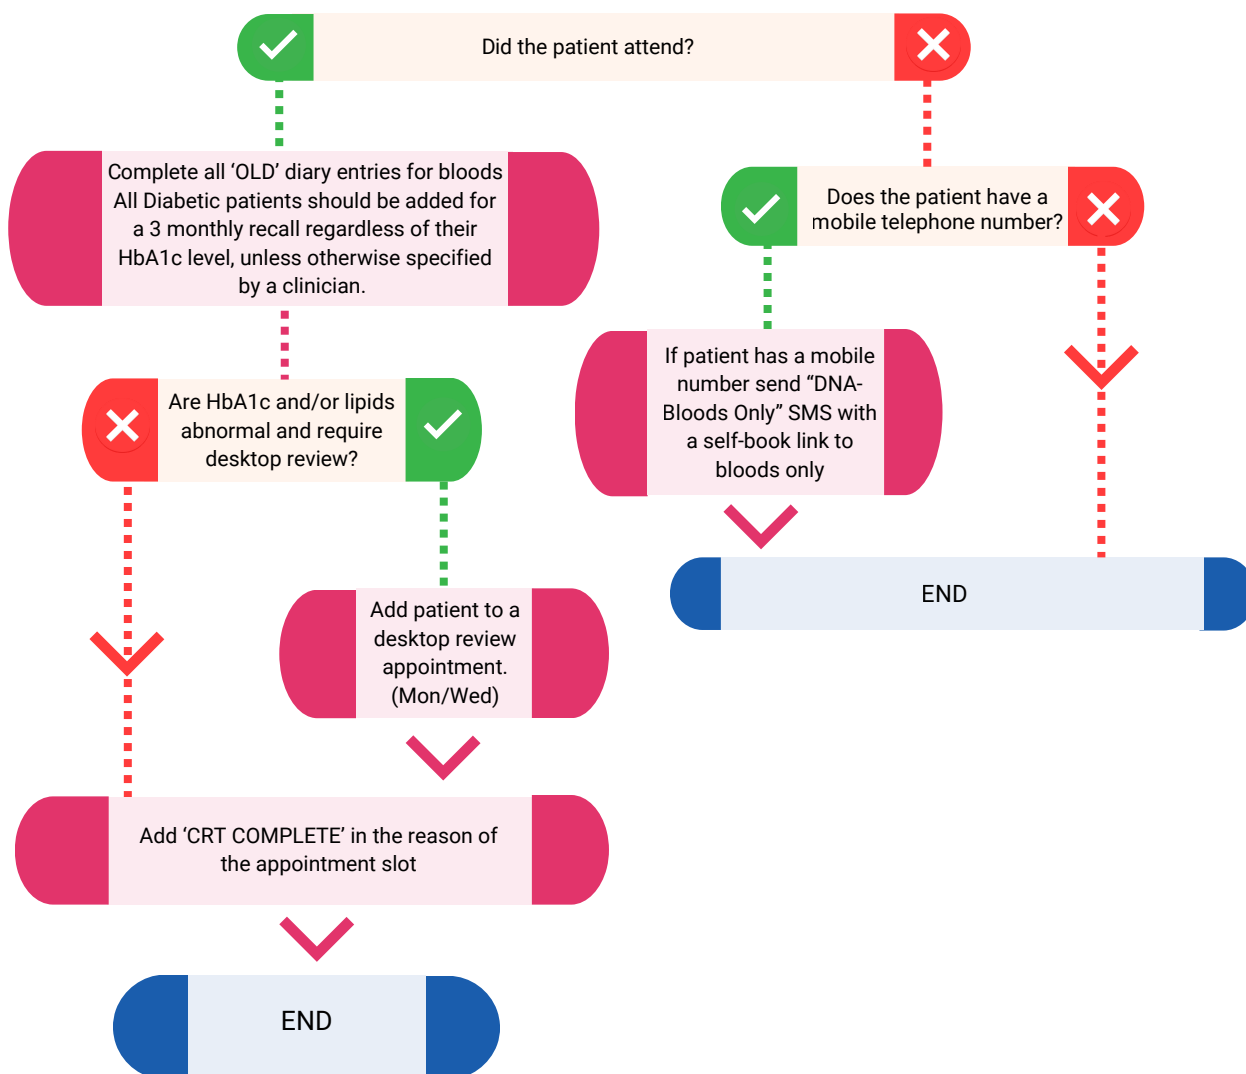 Did the patient attend?
Complete all ‘OLD’ diary entries for bloods
All Diabetic patients should be added for
a 3 monthly recall regardless of their
HbA1c level, unless otherwise specified
by a clinician.
Does the patient have a
mobile telephone number?
If patient has a mobile
number send “DNA-
Bloods Only” SMS with
a self-book link to
bloods only
Are HbA1c and/or lipids
abnormal and require
desktop review?
END
Add patient to a
desktop review
appointment.
(Mon/Wed)
Add ‘CRT COMPLETE’ in the reason of
the appointment slot
END